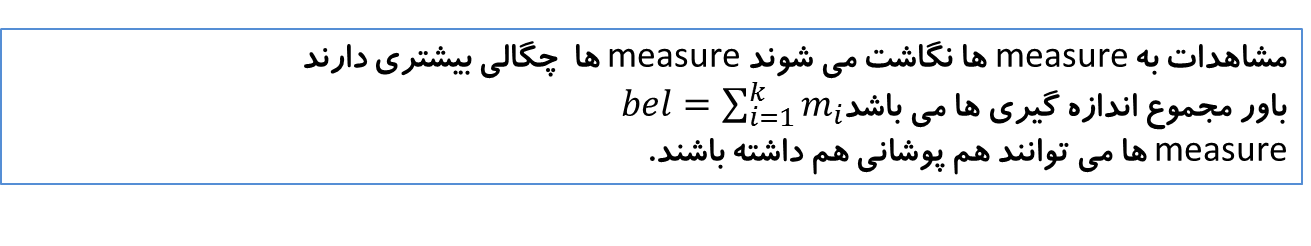 مشاهدات به measure ها نگاشت می شوند measure ها چگالی بیشتری دارند
باور مجموع اندازه گیری ها می باشد bel = ∑_{i=1}^{k} m_i
measure ها می توانند هم پوشانی هم داشته باشند.